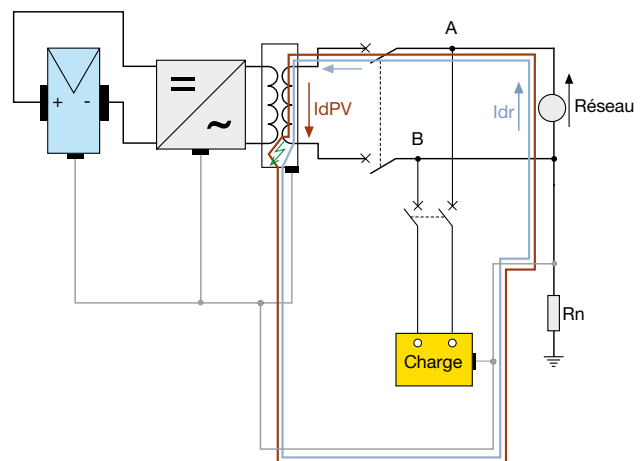 A
+
-
=
~
IdPV
Idr
Réseau
B
Rn
Charge